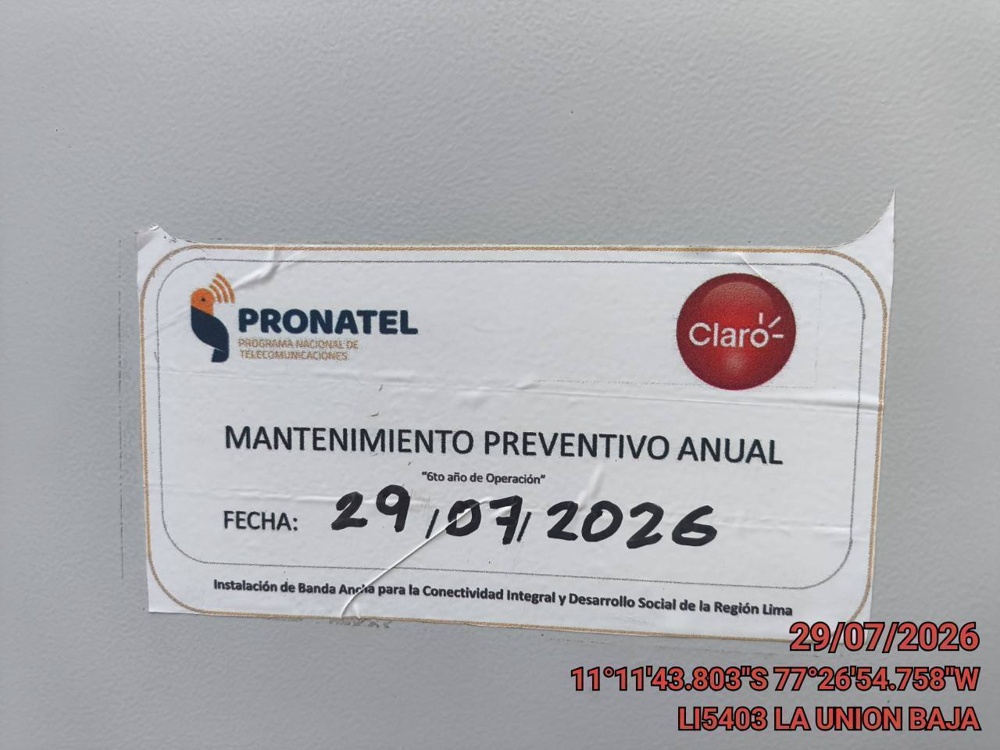 PRONATEL
PROGRAMA NACIONAL DE
TELECOMUNICACIONES
Claro
MANTENIMIENTO PREVENTIVO ANUAL
"6to año de Operación"
FECHA: 29/07/2026
Instalación de Banda Ancha para la Conectividad Integral y Desarrollo Social de la Región Lima
29/07/2026
11°11'43.803"S 77°26'54.758"W
LI5403 LA UNION BAJA